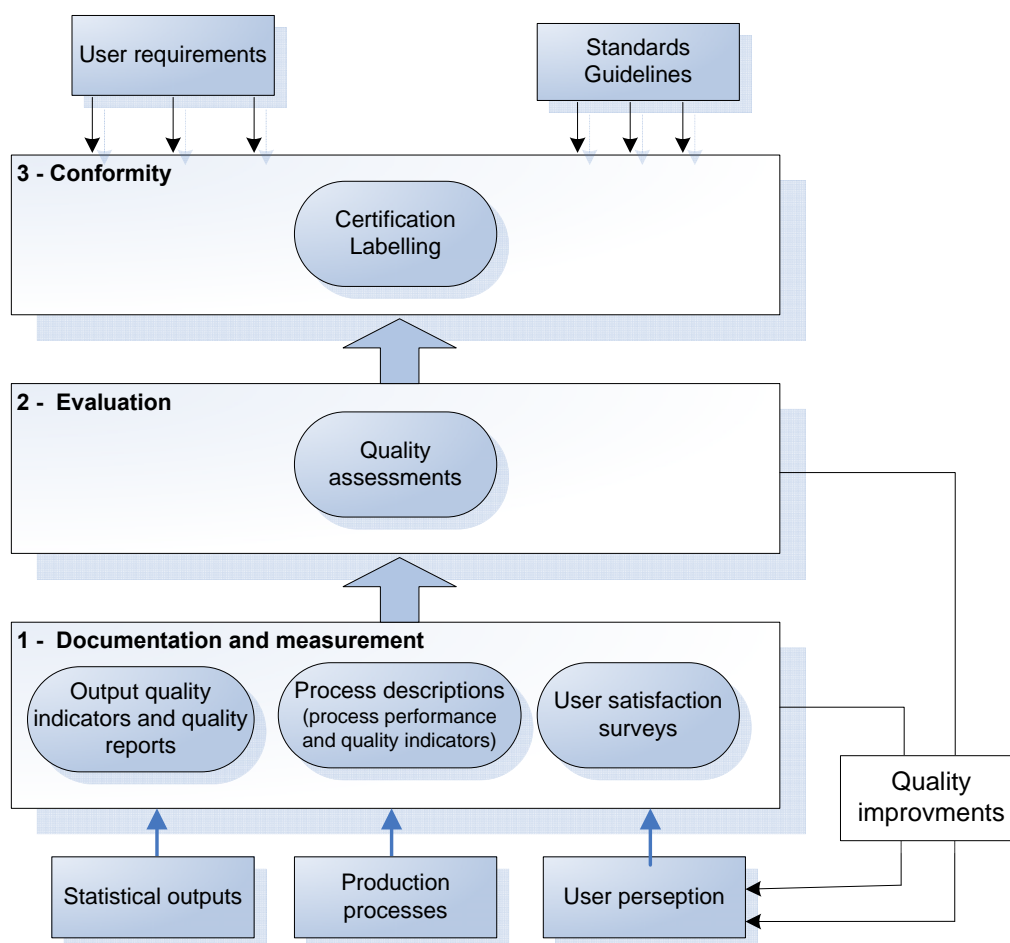 User requirements
Standards
Guidelines
3 - Conformity
Certification
Labelling
2 - Evaluation
Quality
assessments
1 - Documentation and measurement
Output quality
indicators and quality
reports
Process descriptions
(process performance
and quality indicators)
User satisfaction
surveys
Quality
improvments
Statistical outputs
Production
processes
User perseption